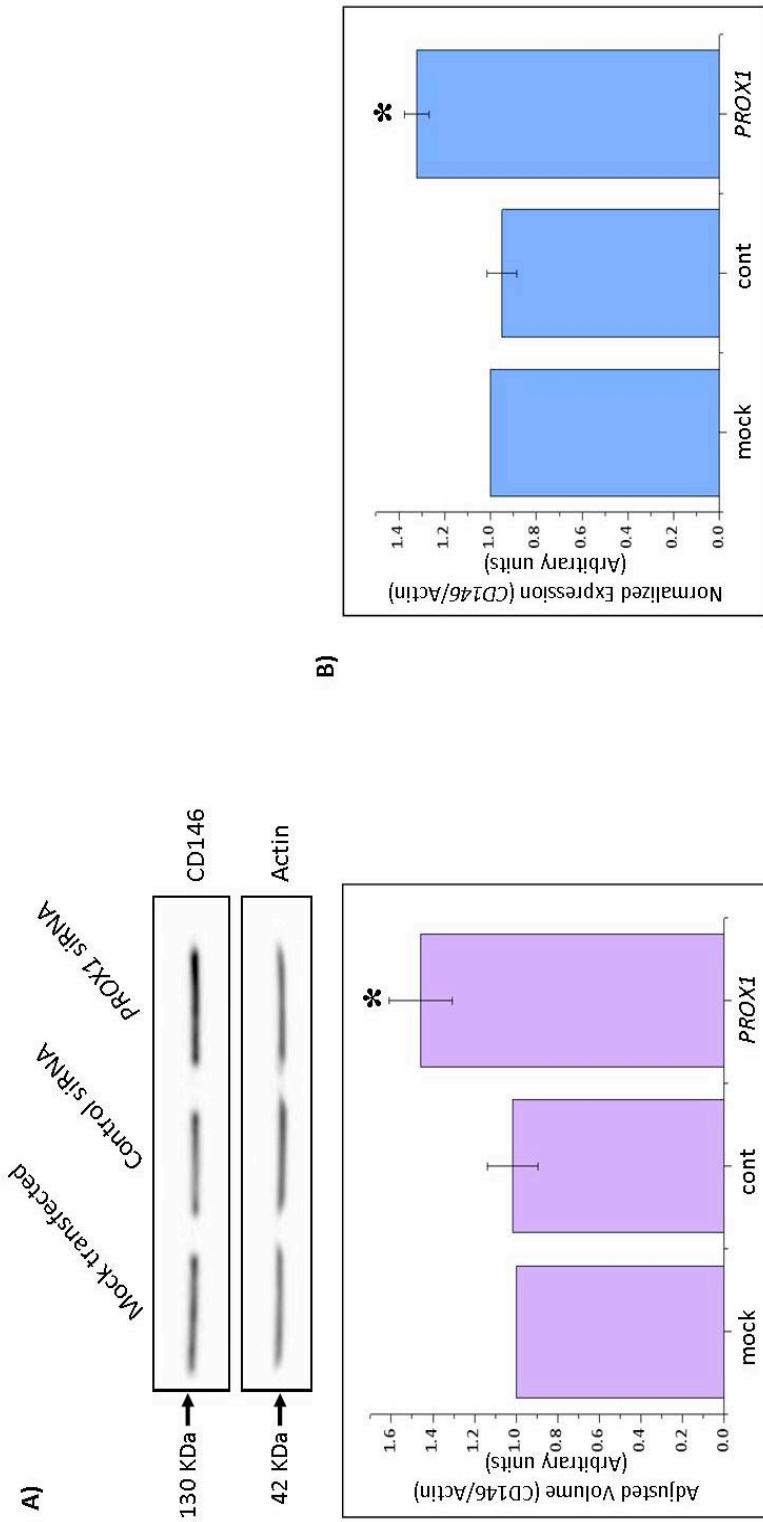 A)
Mock transfected
Control siRNA
PROX1 siRNA
130 KDa
CD146
42 KDa
Actin
Adjusted Volume (CD146/Actin)
(Arbitrary units)
1.6
1.4
1.2
1.0
0.8
0.6
0.4
0.2
0.0
*
mock
cont
PROX1
B)
Normalized Expression (CD146/Actin)
(Arbitrary units)
1.4
1.2
1.0
0.8
0.6
0.4
0.2
0.0
*
mock
cont
PROX1